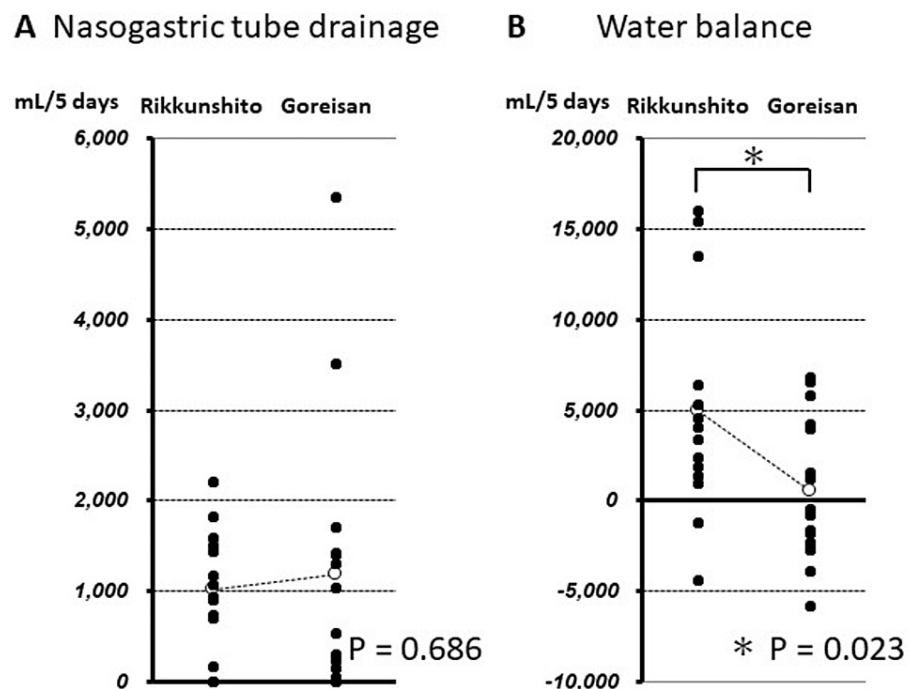 A Nasogastric tube drainage
mL/5 days Rikkunshito Goreisan
6,000
5,000
4,000
3,000
2,000
1,000
0
P = 0.686
B Water balance
mL/5 days Rikkunshito Goreisan
20,000
*
15,000
10,000
5,000
0
-5,000
-10,000
* P = 0.023